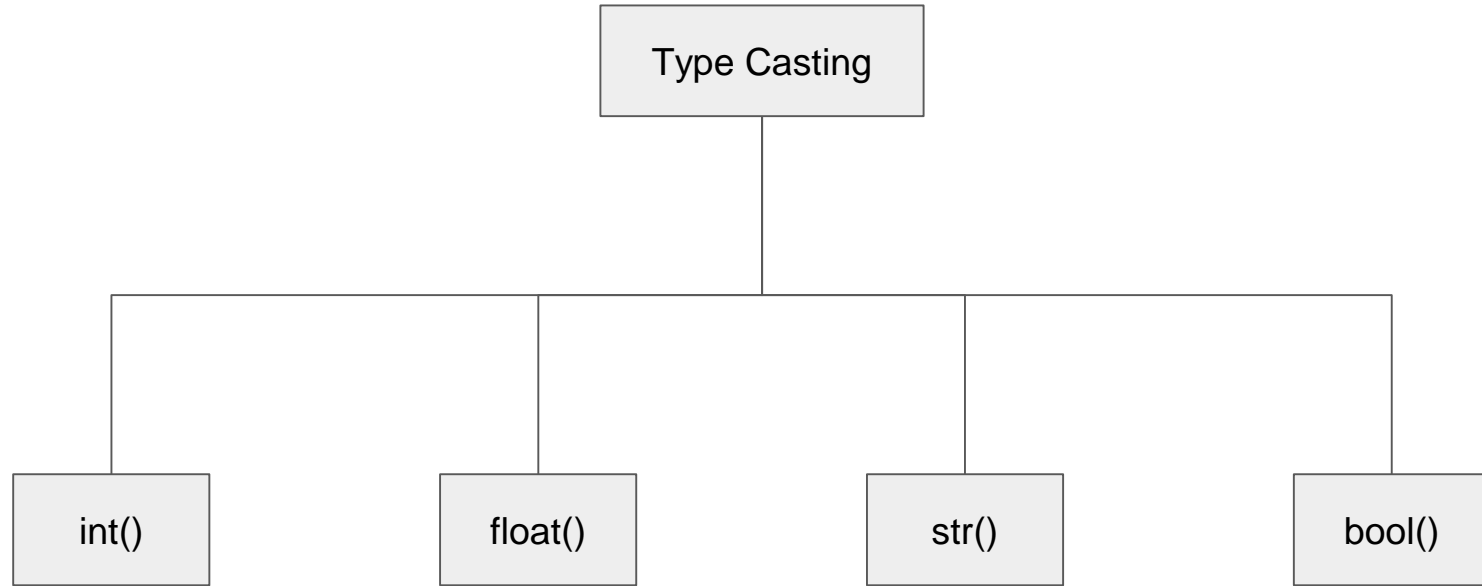 Type Casting
int()
float()
str()
bool()